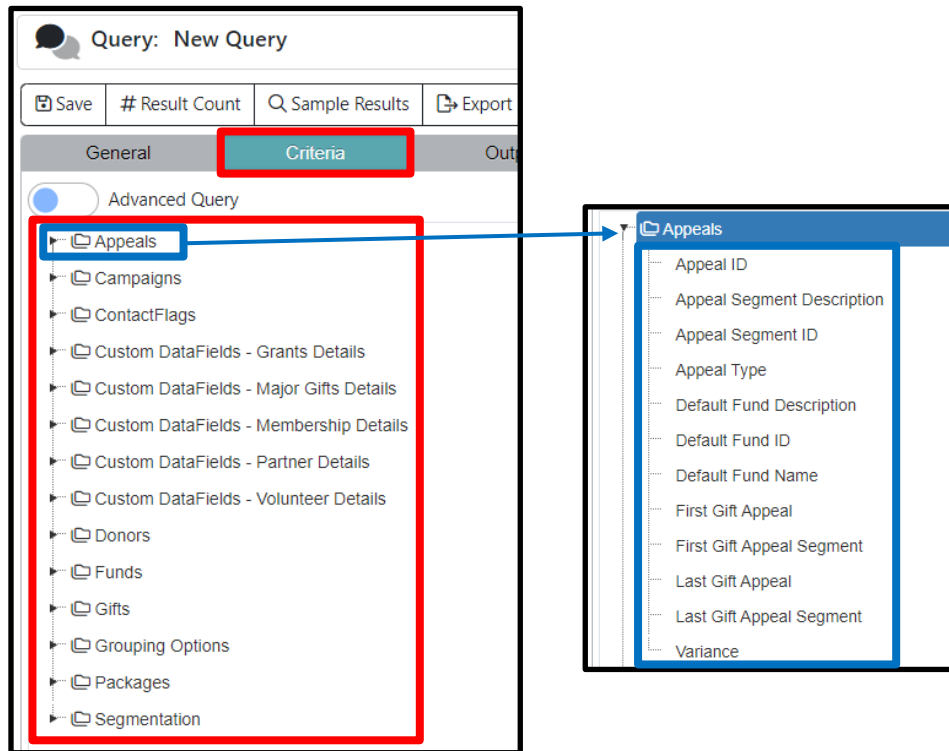 Query: New Query
Save # Result Count Sample Results Export
General Criteria Outp
Advanced Query
Appeals
Campaigns
ContactFlags
Custom DataFields - Grants Details
Custom DataFields - Major Gifts Details
Custom DataFields - Membership Details
Custom DataFields - Partner Details
Custom DataFields - Volunteer Details
Donors
Funds
Gifts
Grouping Options
Packages
Segmentation
Appeals
Appeal ID
Appeal Segment Description
Appeal Segment ID
Appeal Type
Default Fund Description
Default Fund ID
Default Fund Name
First Gift Appeal
First Gift Appeal Segment
Last Gift Appeal
Last Gift Appeal Segment
Variance